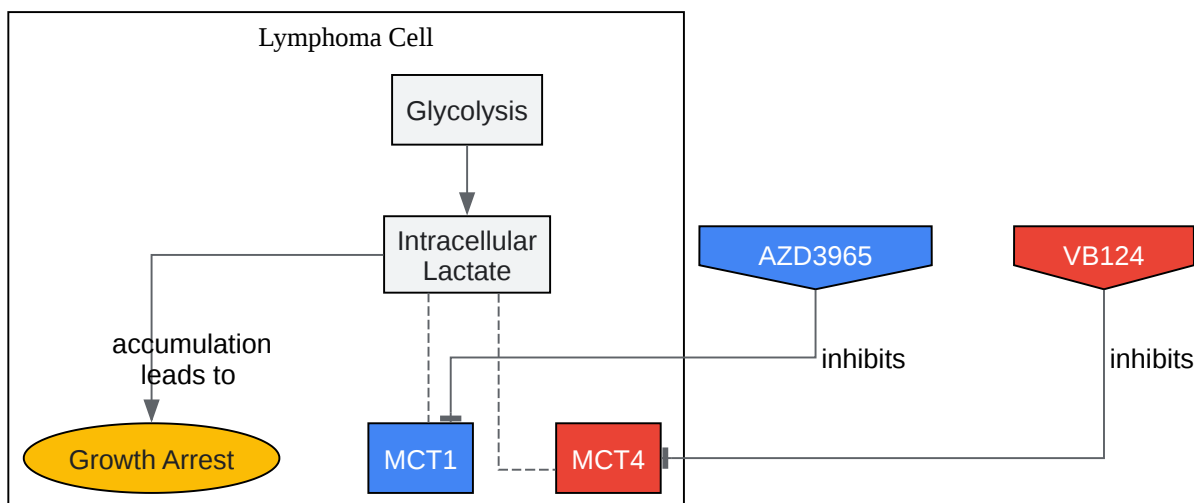 Lymphoma Cell
Glycolysis
Intracellular
Lactate
AZD3965
VB124
accumulation
leads to
inhibits
inhibits
Growth Arrest
MCT1
MCT4